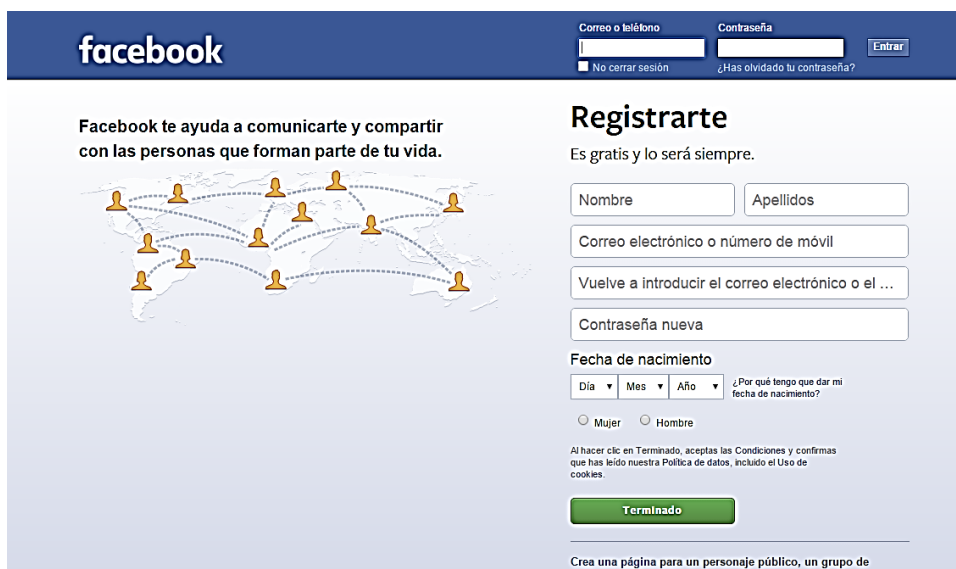 facebook
Correo o teléfono
Contraseña
Entrar
No cerrar sesión
¿Has olvidado tu contraseña?
Facebook te ayuda a comunicarte y compartir
con las personas que forman parte de tu vida.
Registrarte
Es gratis y lo será siempre.
Nombre
Apellidos
Correo electrónico o número de móvil
Vuelve a introducir el correo electrónico o el ...
Contraseña nueva
Fecha de nacimiento
Día
Mes
Año
¿Por qué tengo que dar mi
fecha de nacimiento?
Mujer
Hombre
Al hacer clic en Terminado, aceptas las Condiciones y confirmas
que has leído nuestra Política de datos, incluido el Uso de
cookies.
Terminado
Crea una página para un personaje público, un grupo de